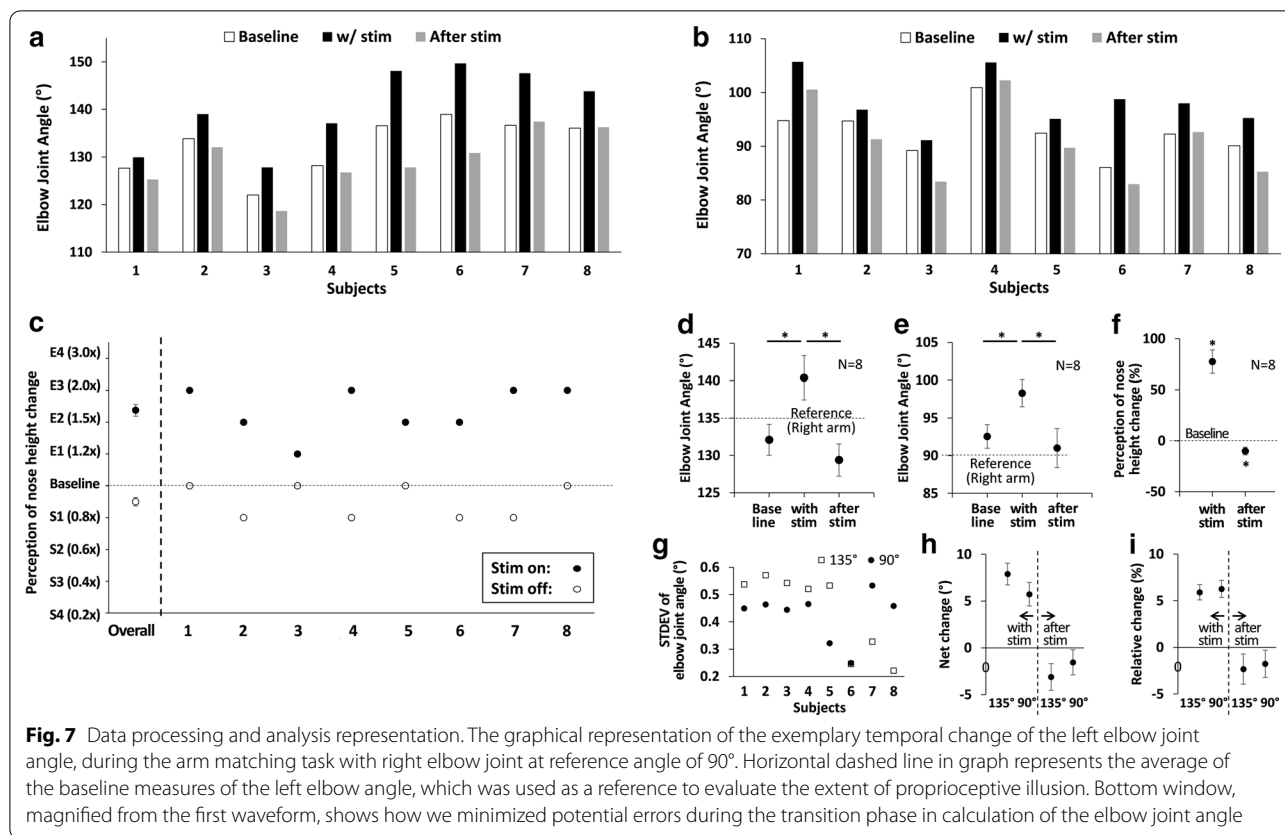 a
Baseline w/ stim After stim
Elbow Joint Angle (°)
150
140
130
120
110
1 2 3 4 5 6 7 8
Subjects
b
Baseline w/ stim After stim
Elbow Joint Angle (°)
110
100
90
80
70
1 2 3 4 5 6 7 8
Subjects
c
Perception of nose height change
E4 (3.0x)
E3 (2.0x)
E2 (1.5x)
E1 (1.2x)
Baseline
S1 (0.8x)
S2 (0.6x)
S3 (0.4x)
S4 (0.2x)
Stim on:
Stim off:
Overall 1 2 3 4 5 6 7 8
d
Elbow Joint Angle (°)
145
140
135
130
125
* *
N=8
Reference
(Right arm)
Base with after
line stim stim
e
Elbow Joint Angle (°)
105
100
95
90
85
* *
N=8
Reference
(Right arm)
Base with after
line stim stim
f
Perception of nose
height change (%)
100
50
0
-50
*
N=8
Baseline
*
with after
stim stim
g
STDEV of
elbow joint angle (°)
135° 90°
0.6
0.5
0.4
0.3
0.2
1 2 3 4 5 6 7 8
Subjects
h
Net change (°)
10
5
0
-5
with after
stim stim
135° 90° 135° 90°
i
Relative change (%)
10
5
0
-5
with after
stim stim
135° 90° 135° 90°
Fig. 7 Data processing and analysis representation. The graphical representation of the exemplary temporal change of the left elbow joint
angle, during the arm matching task with right elbow joint at reference angle of 90°. Horizontal dashed line in graph represents the average of
the baseline measures of the left elbow angle, which was used as a reference to evaluate the extent of proprioceptive illusion. Bottom window,
magnified from the first waveform, shows how we minimized potential errors during the transition phase in calculation of the elbow joint angle